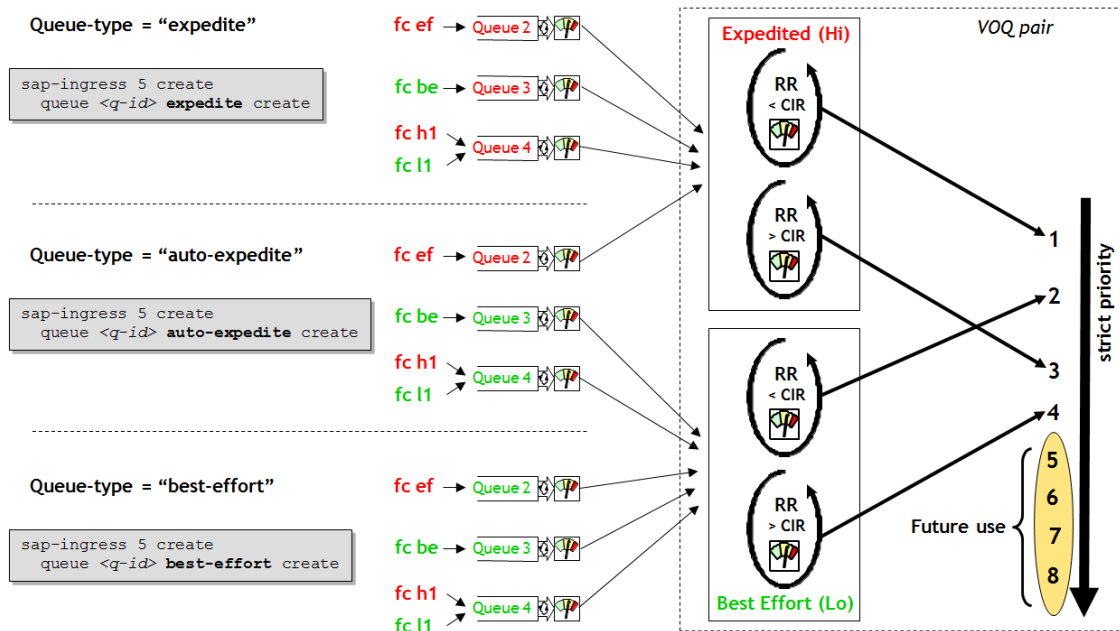 Queue-type = “expedite”
sap-ingress 5 create
queue <q-id> expedite create
fc ef
Queue 2
fc be
Queue 3
fc h1
fc l1
Queue 4
Queue-type = “auto-expedite”
sap-ingress 5 create
queue <q-id> auto-expedite create
fc ef
Queue 2
fc be
Queue 3
fc h1
fc l1
Queue 4
Queue-type = “best-effort”
sap-ingress 5 create
queue <q-id> best-effort create
fc ef
Queue 2
fc be
Queue 3
fc h1
fc l1
Queue 4
VOQ pair
Expedited (Hi)
RR
< CIR
RR
> CIR
RR
< CIR
RR
> CIR
Best Effort (Lo)
1
2
3
4
5
6
7
8
Future use
strict priority